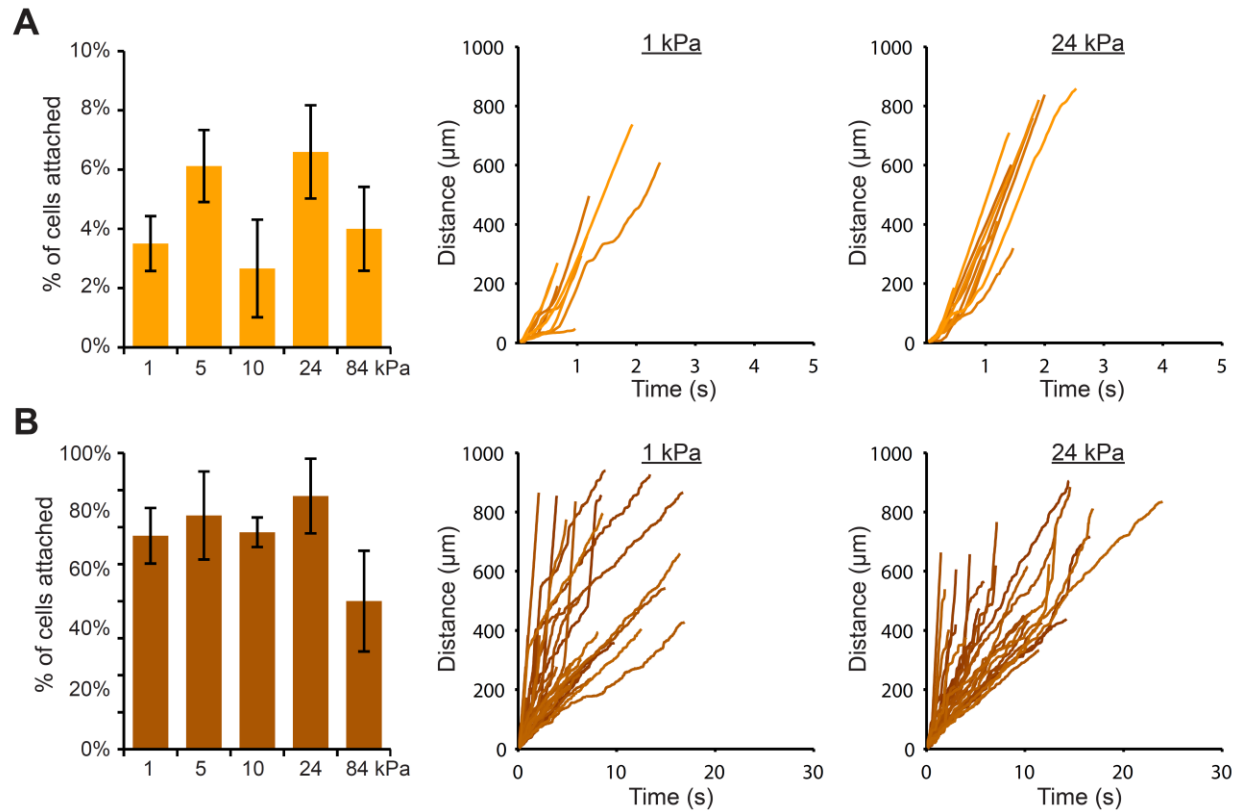 A
% of cells attached
10%
8%
6%
4%
2%
0%
1 5 10 24 84 kPa
1 kPa
Distance (µm)
1000
800
600
400
200
0
1 2 3 4 5
Time (s)
24 kPa
Distance (µm)
1000
800
600
400
200
0
1 2 3 4 5
Time (s)
B
% of cells attached
100%
80%
60%
40%
20%
0%
1 5 10 24 84 kPa
1 kPa
Distance (µm)
1000
800
600
400
200
0
0 10 20 30
Time (s)
24 kPa
Distance (µm)
1000
800
600
400
200
0
0 10 20 30
Time (s)